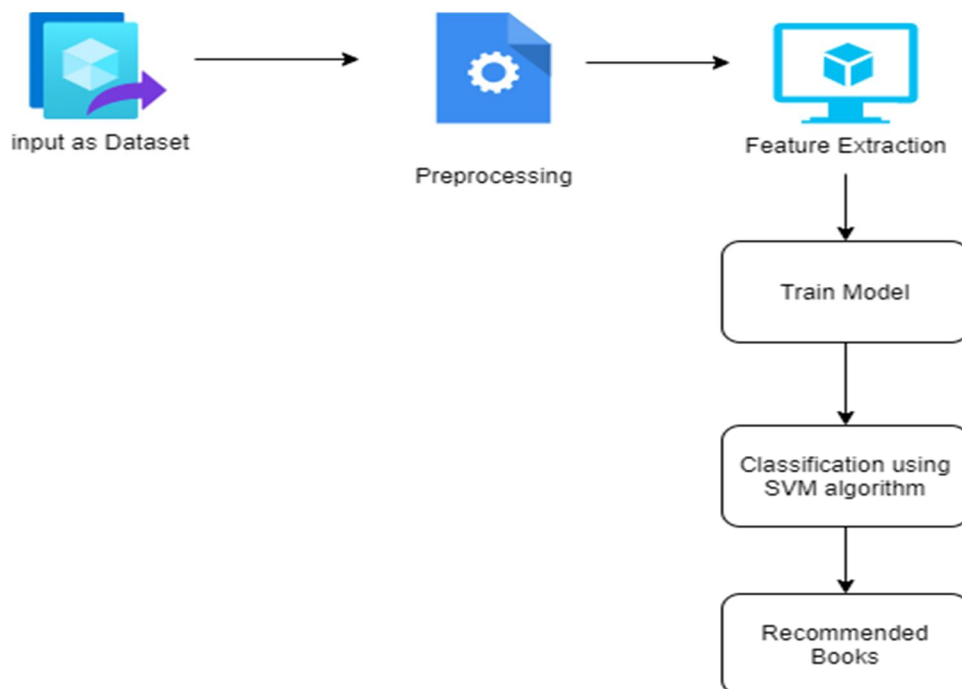 input as Dataset
Preprocessing
Feature Extraction
Train Model
Classification using
SVM algorithm
Recommended
Books